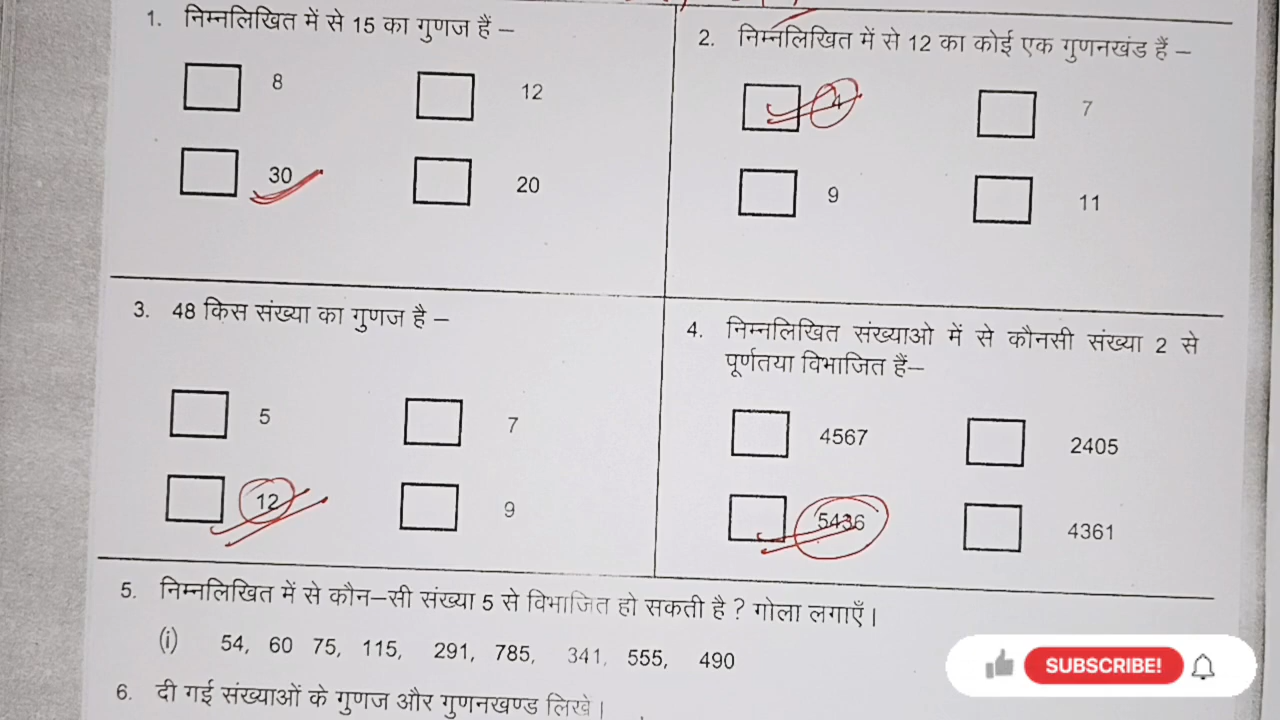 1. निम्नलिखित में से 15 का गुणज हैं –
8
12
30
20
2. निम्नलिखित में से 12 का कोई एक गुणनखंड हैं –
4
7
9
11
3. 48 किस संख्या का गुणज है –
5
7
12
9
4. निम्नलिखित संख्याओ में से कौनसी संख्या 2 से
पूर्णतया विभाजित हैं–
4567
2405
5436
4361
5. निम्नलिखित में से कौन–सी संख्या 5 से विभाजित हो सकती है ? गोला लगाएँ।
(i) 54, 60 75, 115, 291, 785, 341, 555, 490
SUBSCRIBE!
6. दी गई संख्याओं के गुणज और गुणनखण्ड लिखे।